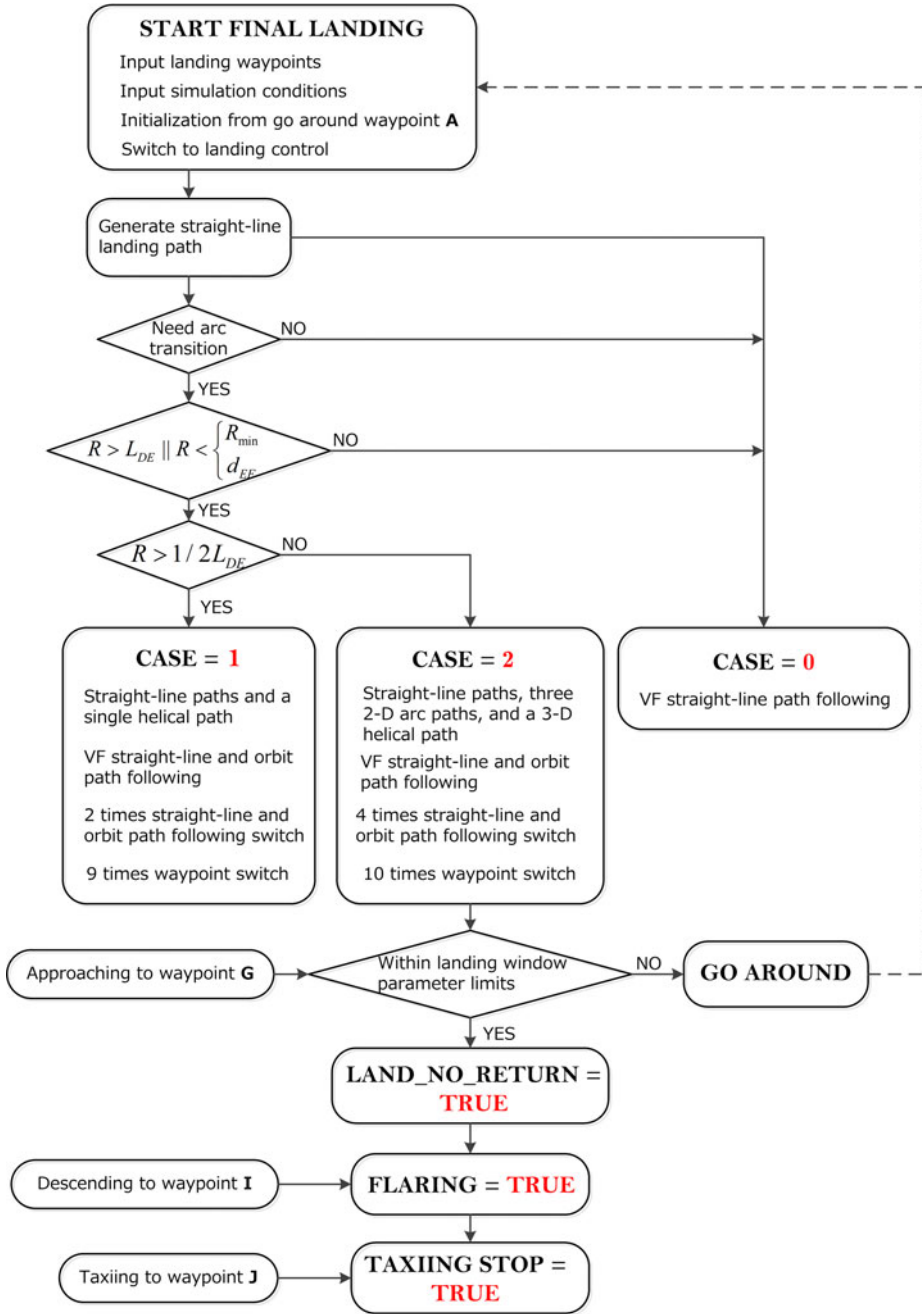 START FINAL LANDING
Input landing waypoints
Input simulation conditions
Initialization from go around waypoint A
Switch to landing control
Generate straight-line
landing path
Need arc
transition
NO
YES
R > L_DE || R < { R_min
d_EF
NO
YES
R > 1 / 2L_DE
NO
YES
CASE = 1
Straight-line paths and a
single helical path
VF straight-line and orbit
path following
2 times straight-line and
orbit path following switch
9 times waypoint switch
CASE = 2
Straight-line paths, three
2-D arc paths, and a 3-D
helical path
VF straight-line and orbit
path following
4 times straight-line and
orbit path following switch
10 times waypoint switch
CASE = 0
VF straight-line path following
Approaching to waypoint G
Within landing window
parameter limits
NO
GO AROUND
YES
LAND_NO_RETURN =
TRUE
Descending to waypoint I
FLARING = TRUE
Taxiing to waypoint J
TAXIING STOP =
TRUE